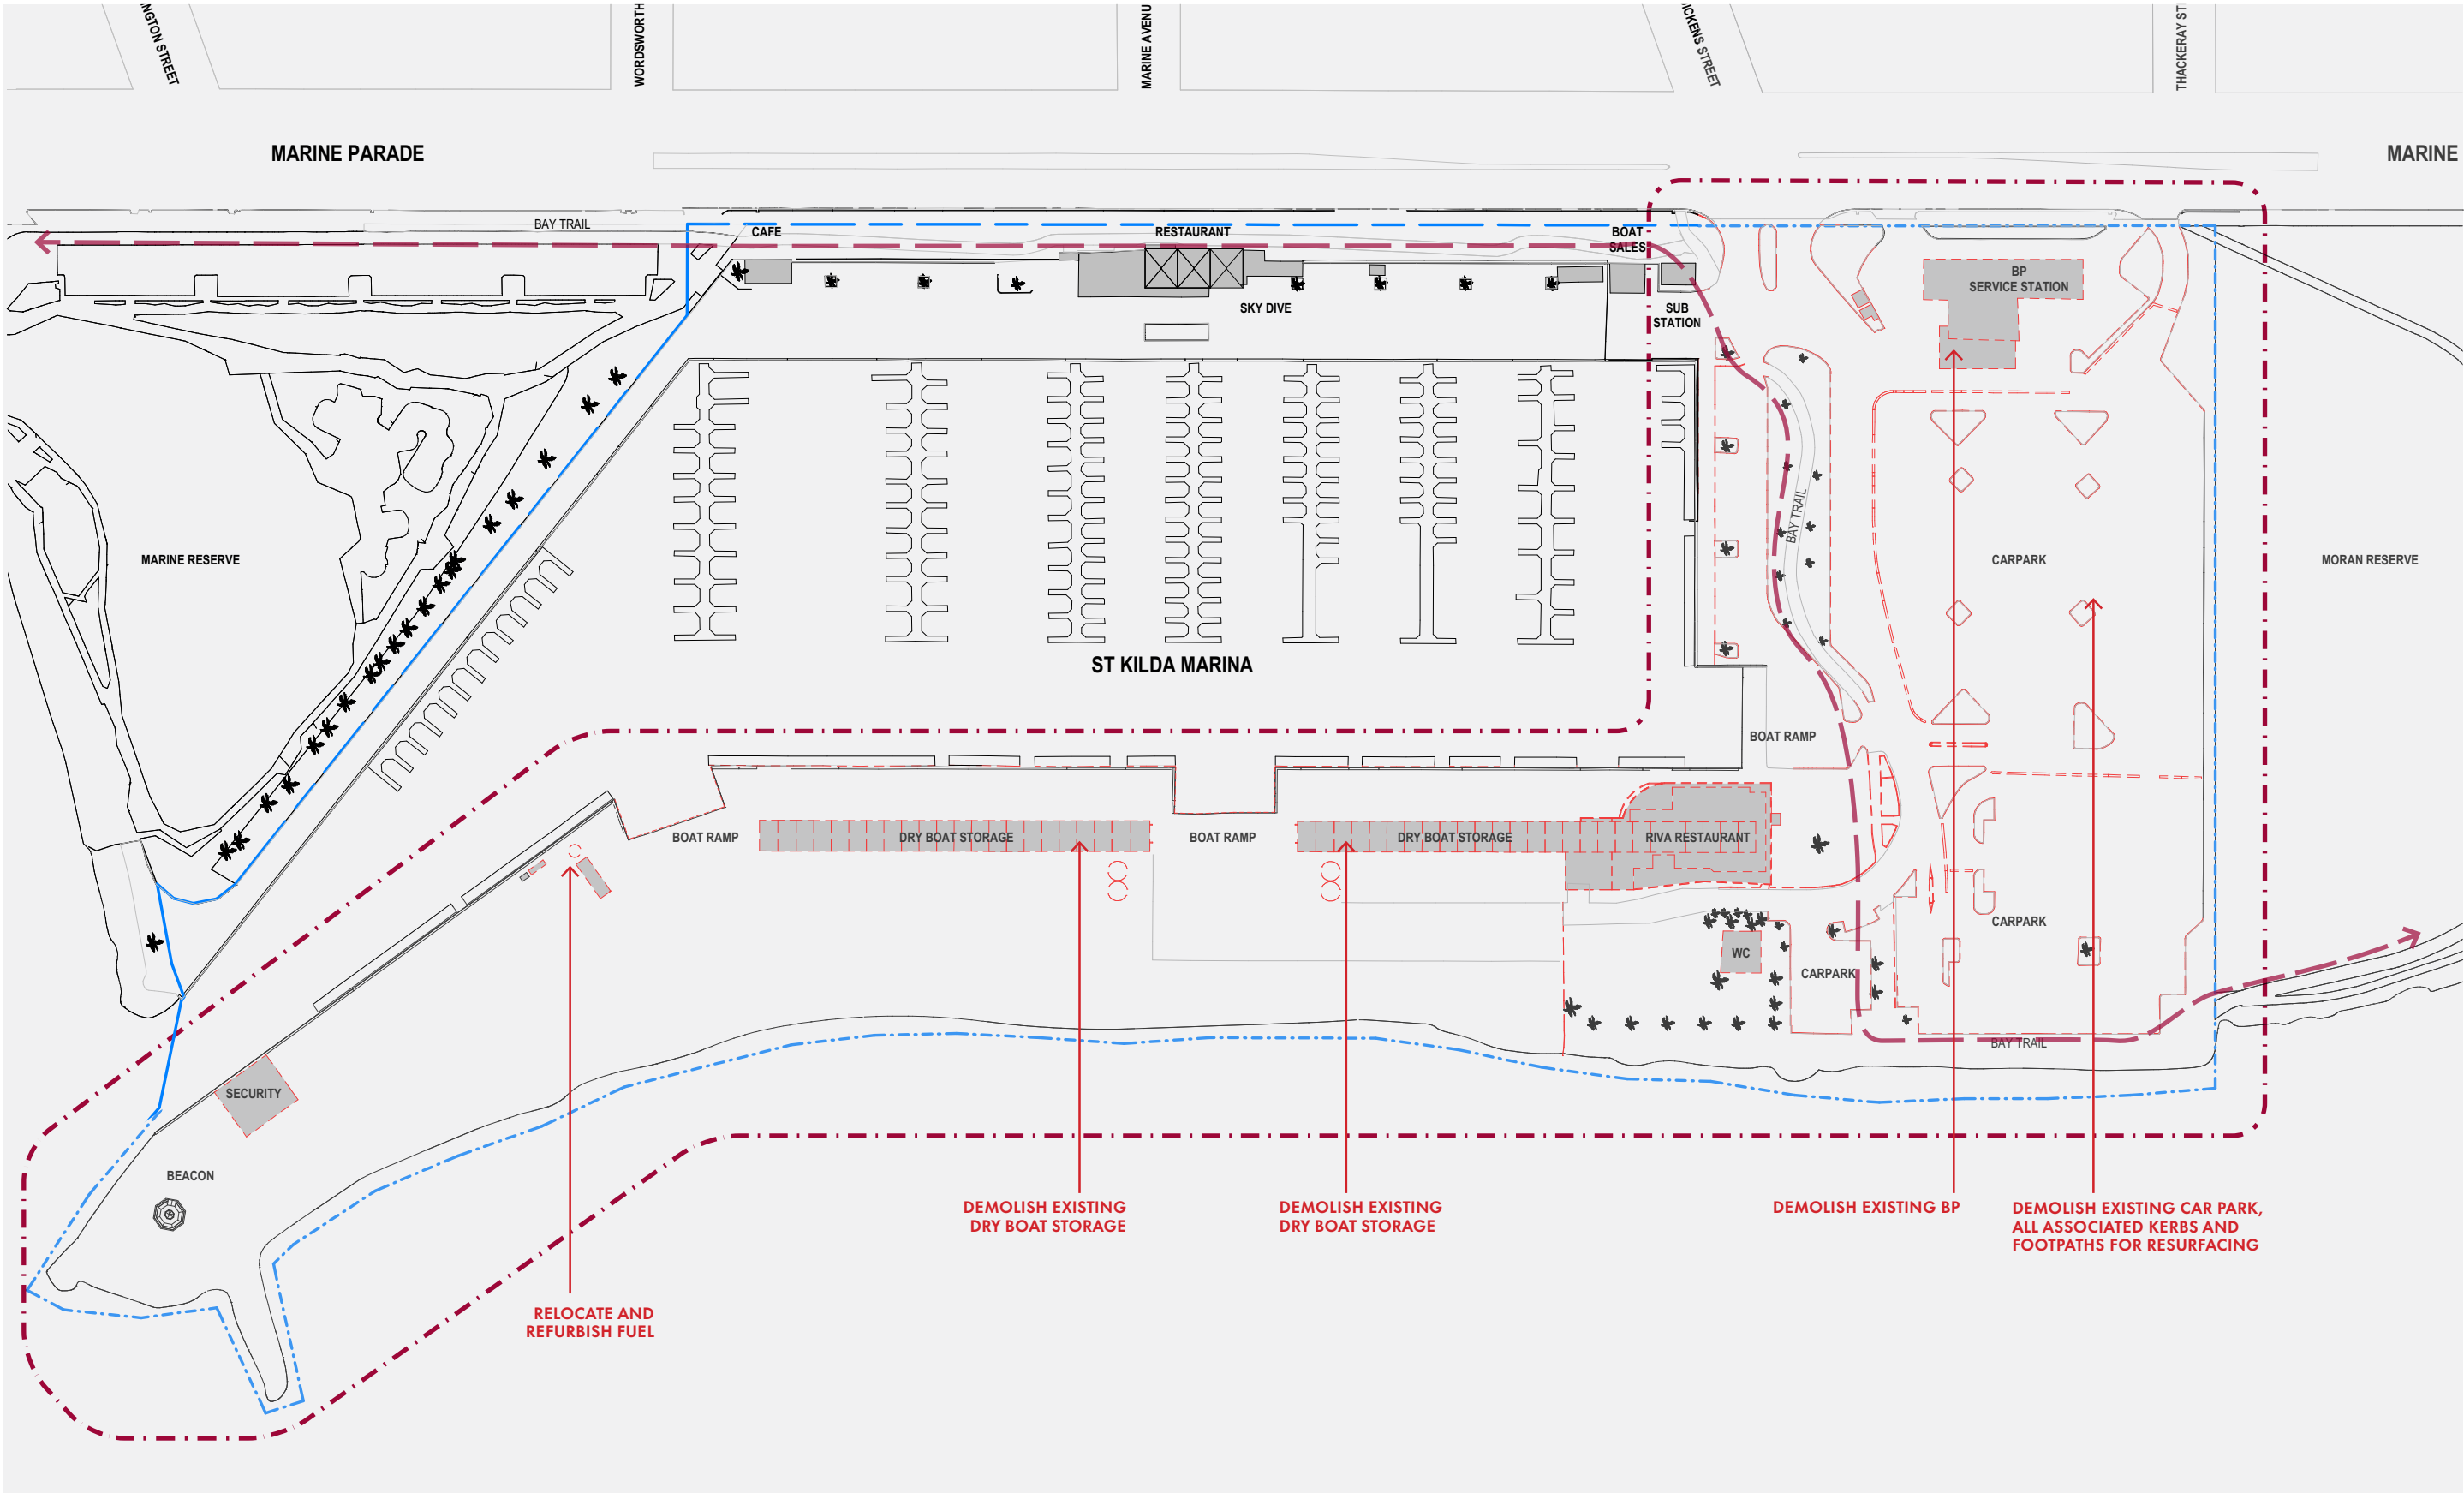 NGTON STREET
WORDSWORTH
MARINE AVENU
ICKENS STREET
THACKERAY ST
MARINE PARADE
MARINE
BAY TRAIL
CAFE
RESTAURANT
BOAT
SALES
BP
SERVICE STATION
SKY DIVE
SUB
STATION
BAY TRAIL
MARINE RESERVE
CARPARK
MORAN RESERVE
ST KILDA MARINA
BOAT RAMP
BOAT RAMP
DRY BOAT STORAGE
BOAT RAMP
DRY BOAT STORAGE
RIVA RESTAURANT
CARPARK
WC
CARPARK
BAY TRAIL
SECURITY
BEACON
DEMOLISH EXISTING
DRY BOAT STORAGE
DEMOLISH EXISTING
DRY BOAT STORAGE
DEMOLISH EXISTING BP
DEMOLISH EXISTING CAR PARK,
ALL ASSOCIATED KERBS AND
FOOTPATHS FOR RESURFACING
RELOCATE AND
REFURBISH FUEL